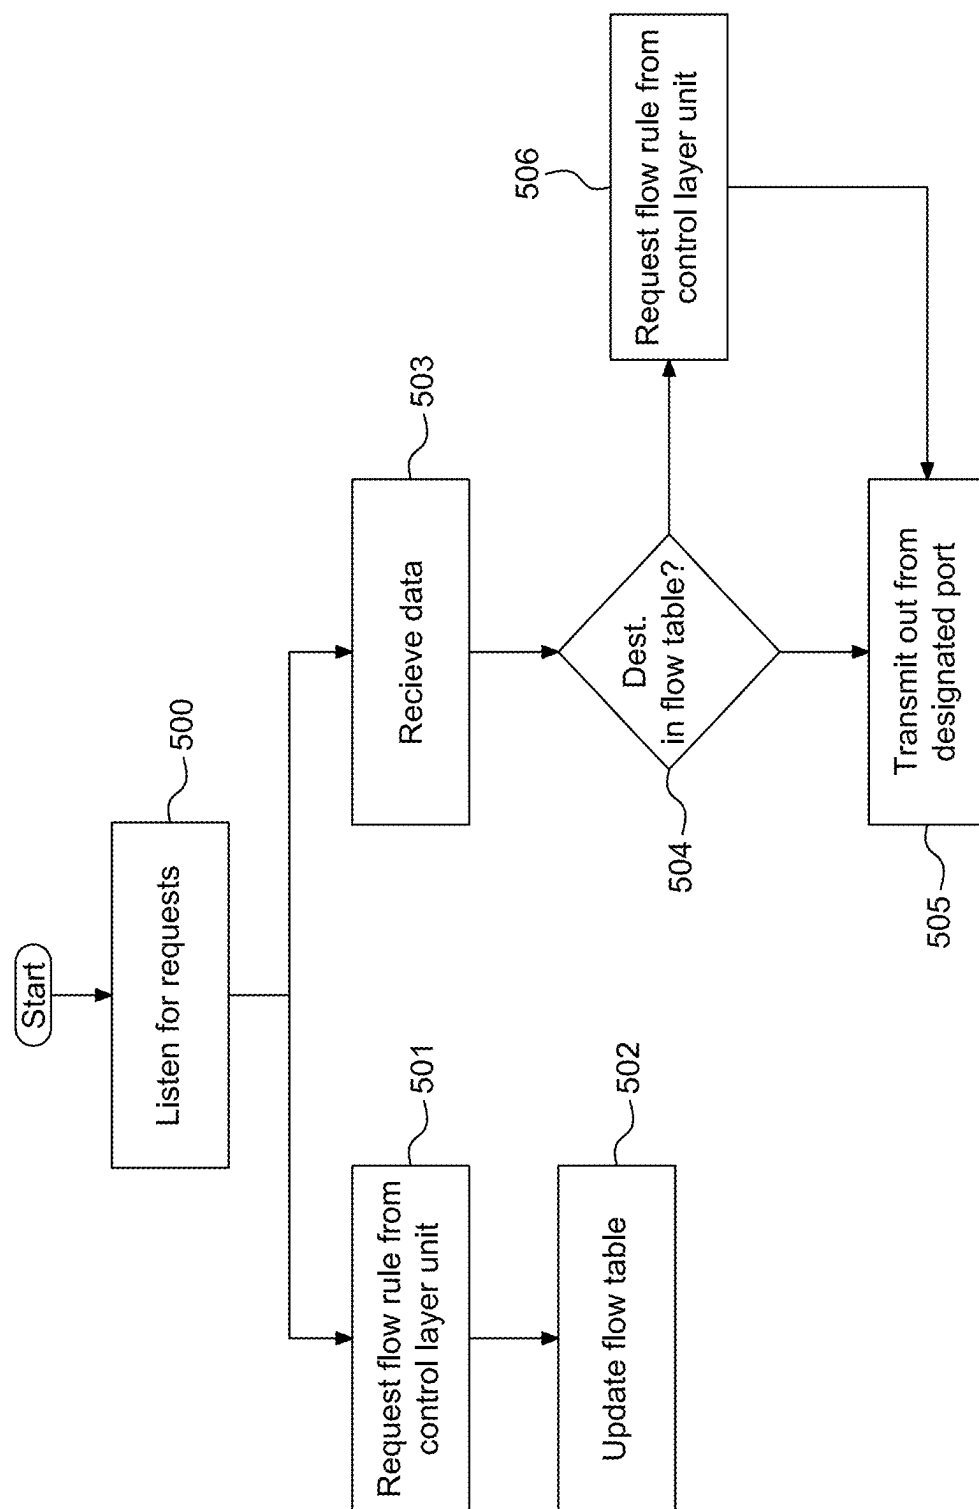 Start
Listen for requests
500
Request flow rule from
control layer unit
501
Update flow table
502
Recieve data
503
Dest.
in flow table?
504
Request flow rule from
control layer unit
506
Transmit out from
designated port
505